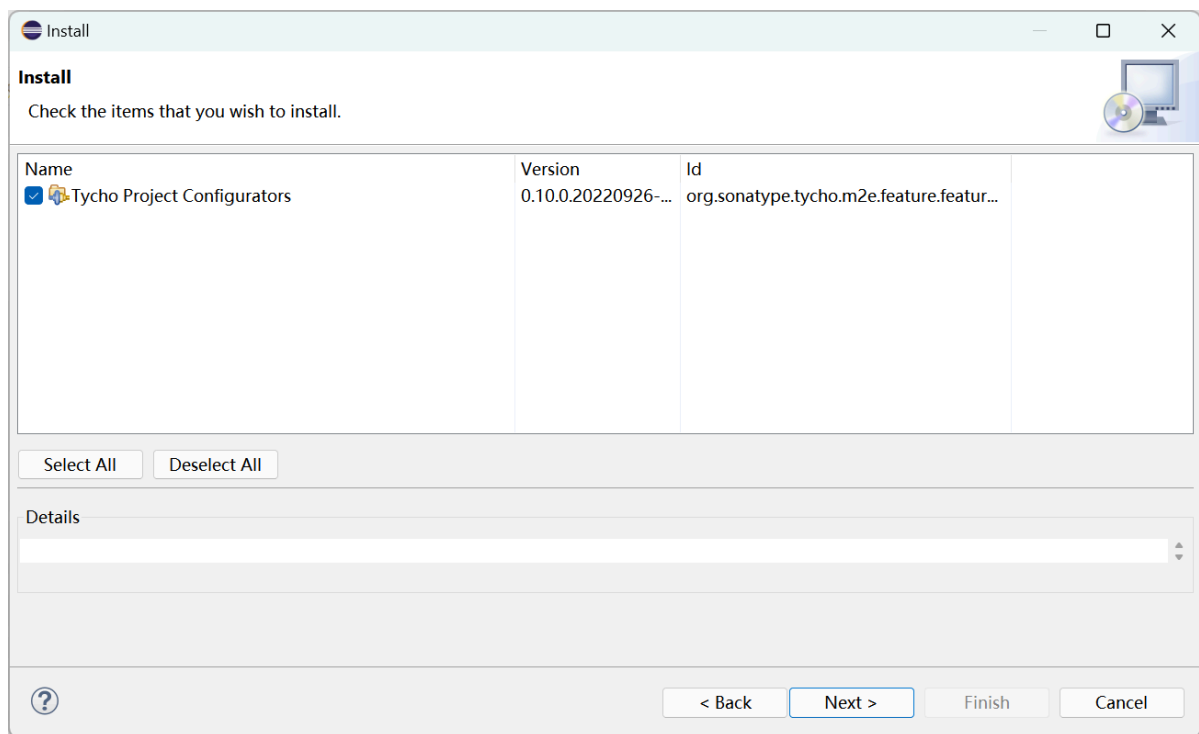 Install
Install
Check the items that you wish to install.
Name Version Id
Tycho Project Configurators 0.10.0.20220926-... org.sonatype.tycho.m2e.feature.featur...
Select All Deselect All
Details
? < Back Next > Finish Cancel